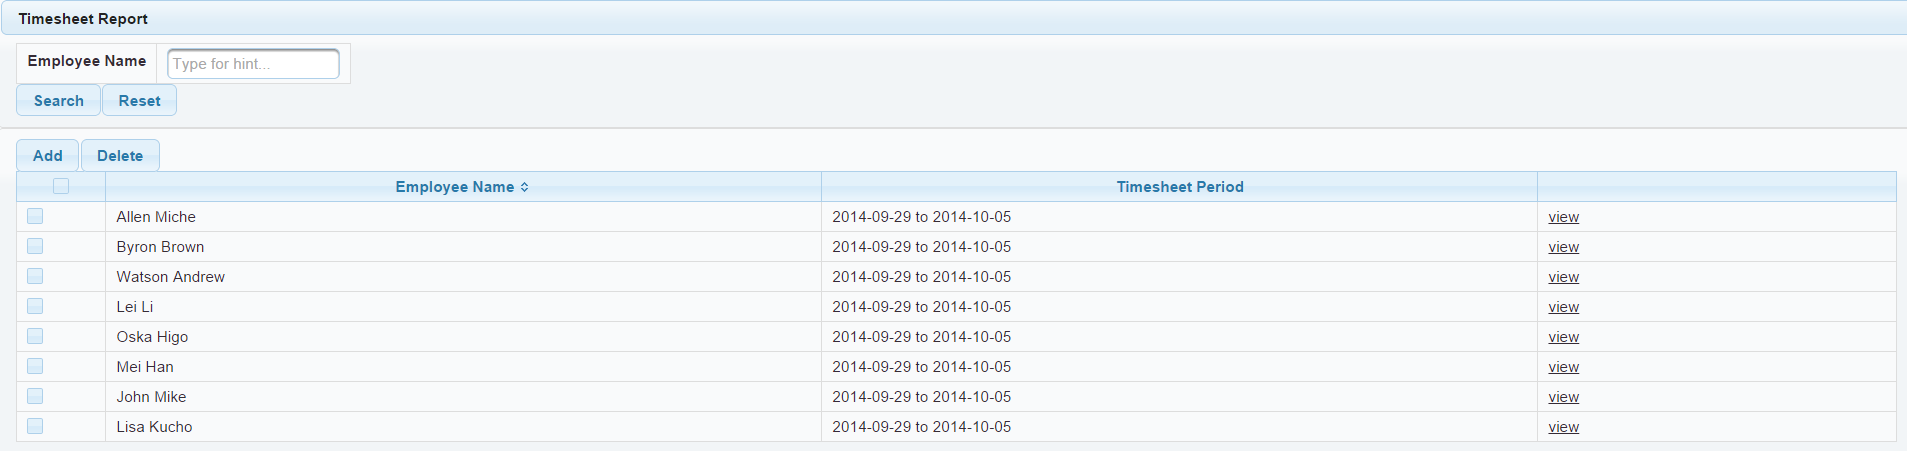 Timesheet Report
Employee Name Type for hint...
Search Reset
Add Delete
Employee Name Timesheet Period
Allen Miche 2014-09-29 to 2014-10-05 view
Byron Brown 2014-09-29 to 2014-10-05 view
Watson Andrew 2014-09-29 to 2014-10-05 view
Lei Li 2014-09-29 to 2014-10-05 view
Oska Higo 2014-09-29 to 2014-10-05 view
Mei Han 2014-09-29 to 2014-10-05 view
John Mike 2014-09-29 to 2014-10-05 view
Lisa Kucho 2014-09-29 to 2014-10-05 view